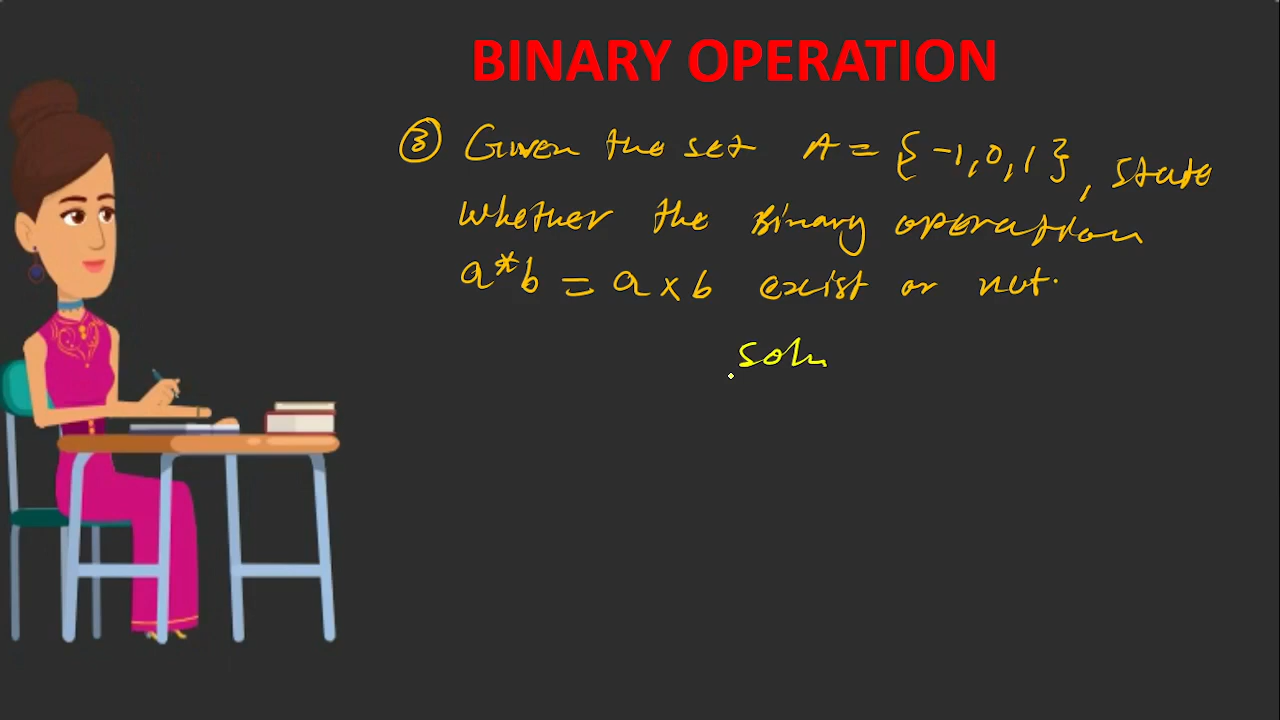 BINARY OPERATION
③ Given the set A = {-1,0,1}, state
whether the Binary operation
a*b = a×b exist or not.
soln